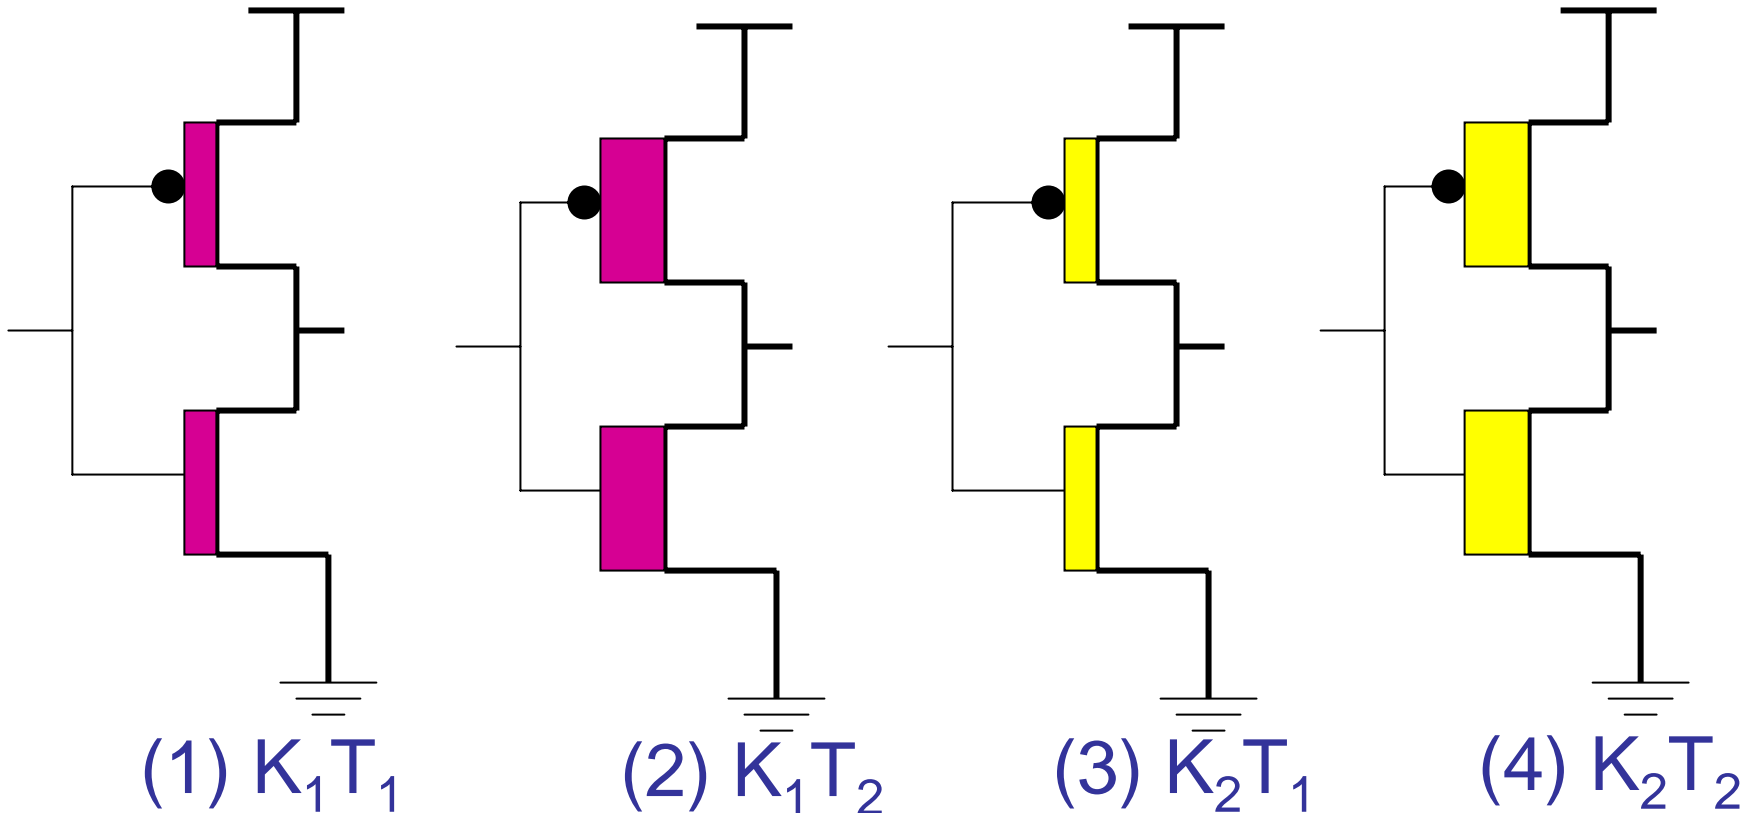 (1) K₁T₁
(2) K₁T₂
(3) K₂T₁
(4) K₂T₂